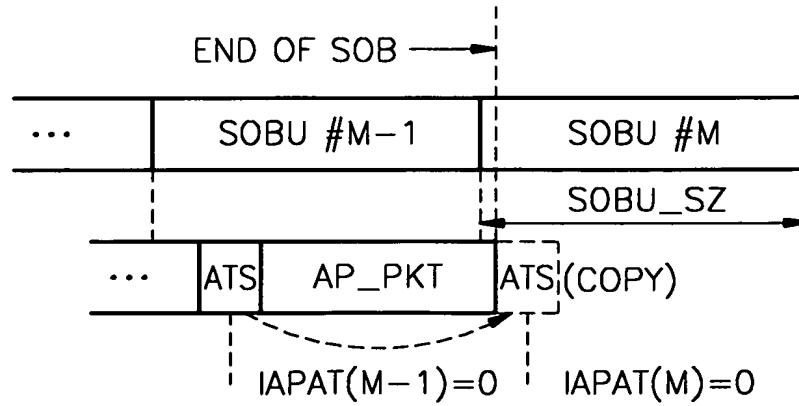 END OF SOB
... SOBU #M-1 SOBU #M
SOBU_SZ
... ATS AP_PKT ATS (COPY)
IAPAT(M-1)=0 IAPAT(M)=0